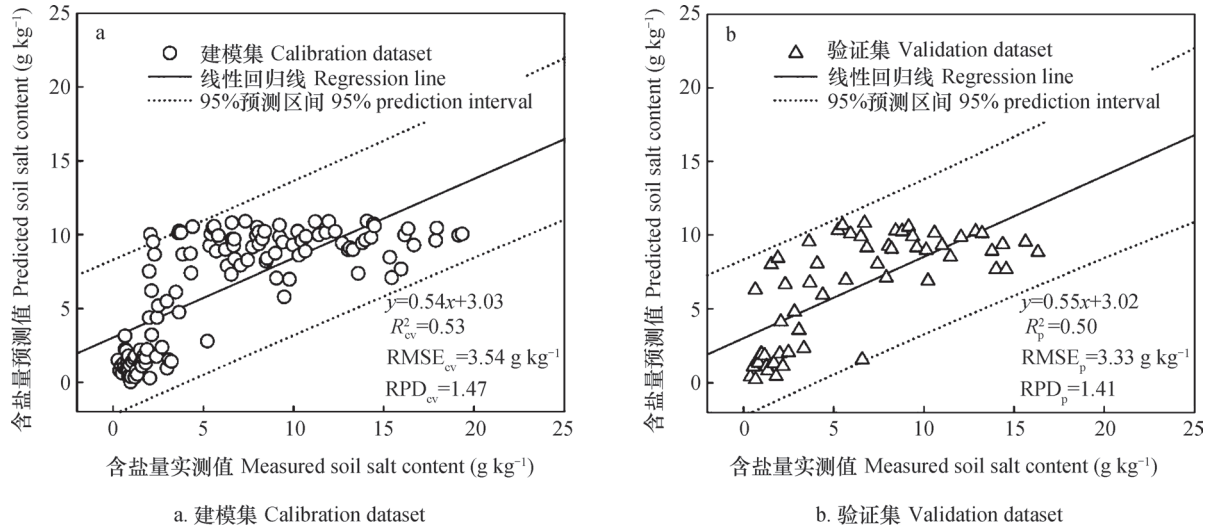 a
建模集 Calibration dataset
线性回归线 Regression line
95%预测区间 95% prediction interval
含盐量预测值 Predicted soil salt content (g kg⁻¹)
25
20
15
10
5
0
y=0.54x+3.03
R²cv=0.53
RMSEcv=3.54 g kg⁻¹
RPDcv=1.47
0 5 10 15 20 25
含盐量实测值 Measured soil salt content (g kg⁻¹)
a. 建模集 Calibration dataset
b
验证集 Validation dataset
线性回归线 Regression line
95%预测区间 95% prediction interval
含盐量预测值 Predicted soil salt content (g kg⁻¹)
25
20
15
10
5
0
y=0.55x+3.02
R²p=0.50
RMSEp=3.33 g kg⁻¹
RPDp=1.41
0 5 10 15 20 25
含盐量实测值 Measured soil salt content (g kg⁻¹)
b. 验证集 Validation dataset